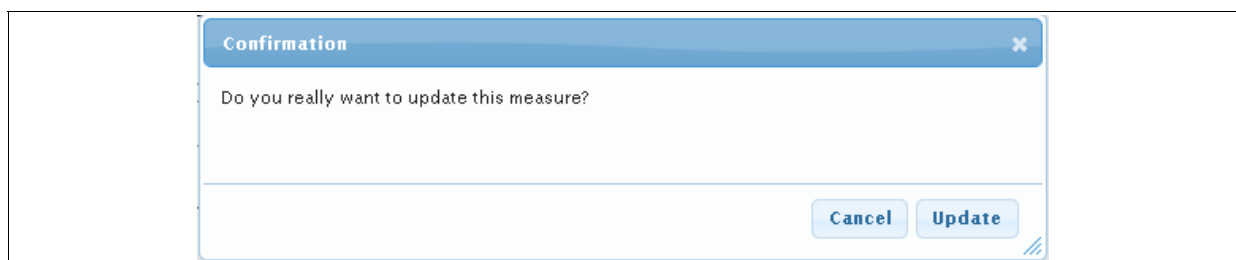 Confirmation
Do you really want to update this measure?
Cancel Update